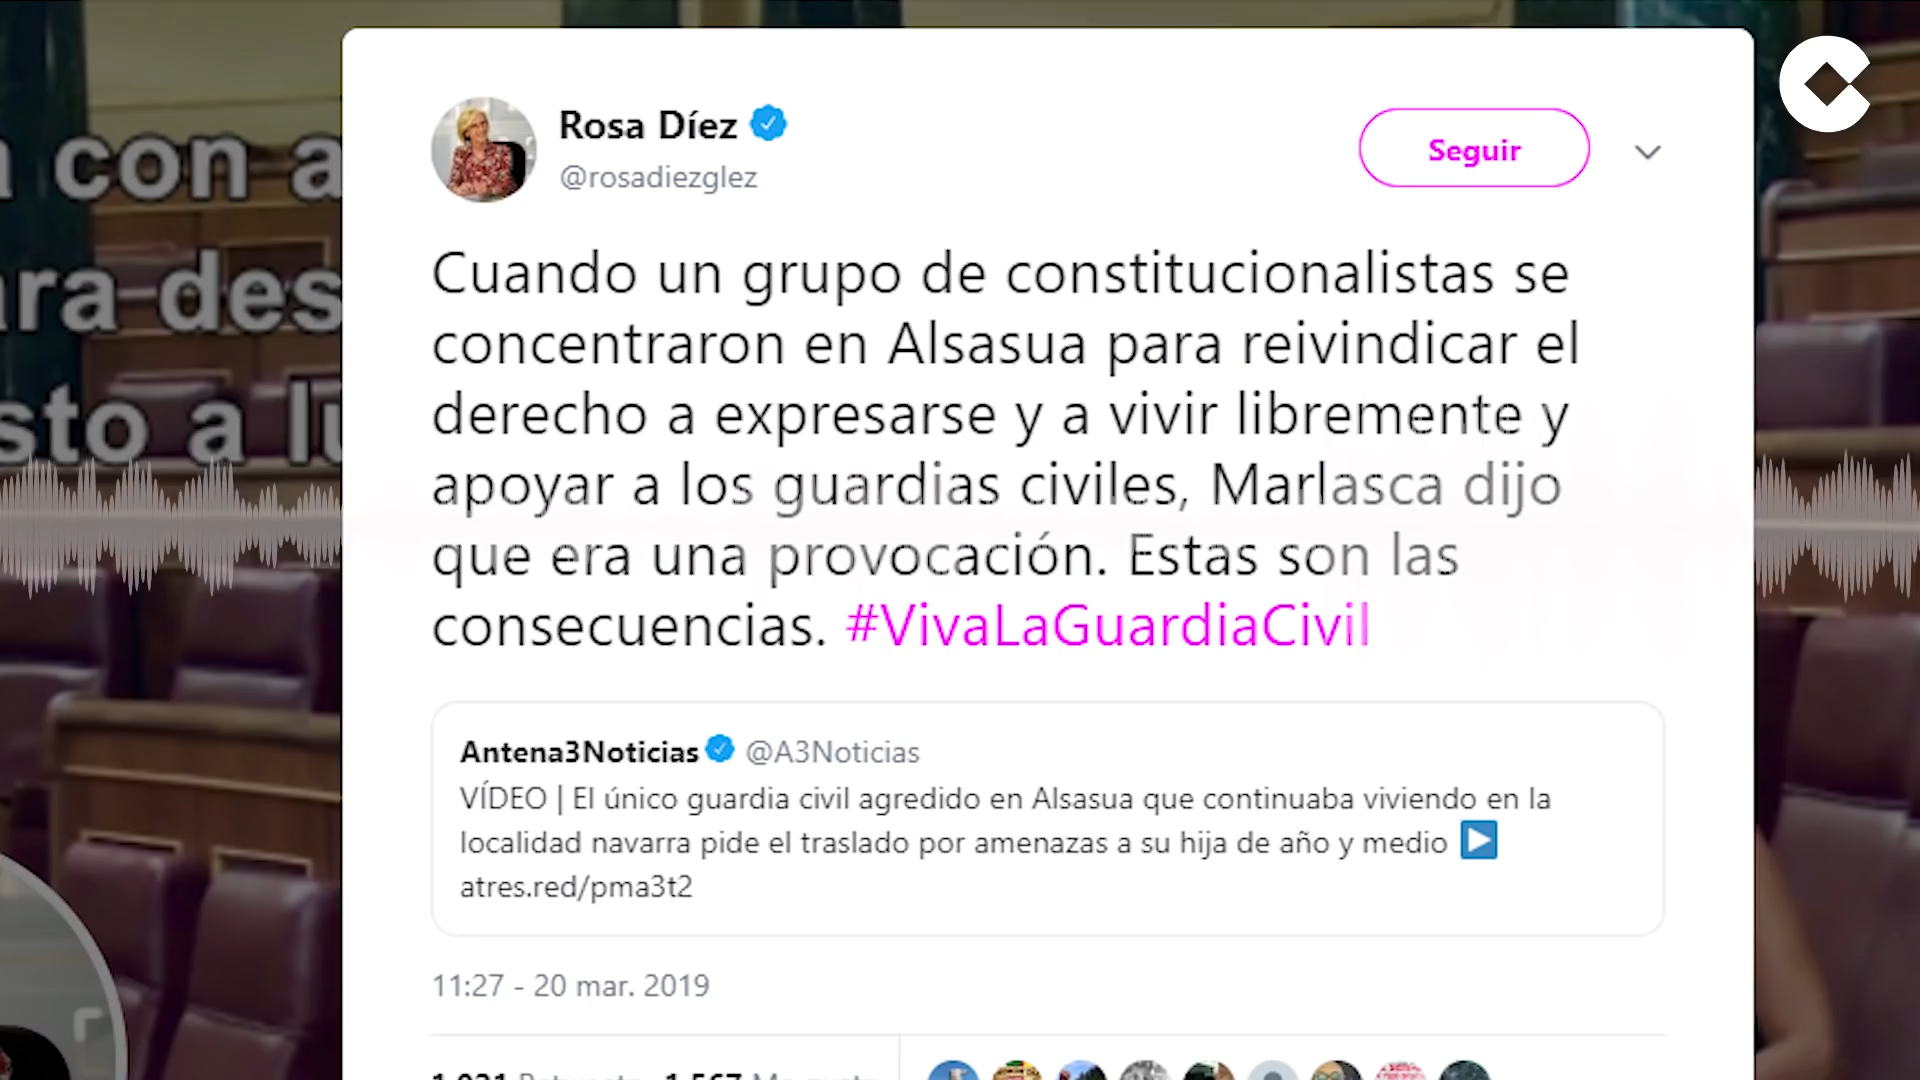 con a
ra des
sto a lu
Rosa Díez
@rosadiezglez
Seguir
Cuando un grupo de constitucionalistas se
concentraron en Alsasua para reivindicar el
derecho a expresarse y a vivir libremente y
apoyar a los guardias civiles, Marlasca dijo
que era una provocación. Estas son las
consecuencias. #VivaLaGuardiaCivil
Antena3Noticias @A3Noticias
VÍDEO | El único guardia civil agredido en Alsasua que continuaba viviendo en la
localidad navarra pide el traslado por amenazas a su hija de año y medio
atres.red/pma3t2
11:27 - 20 mar. 2019